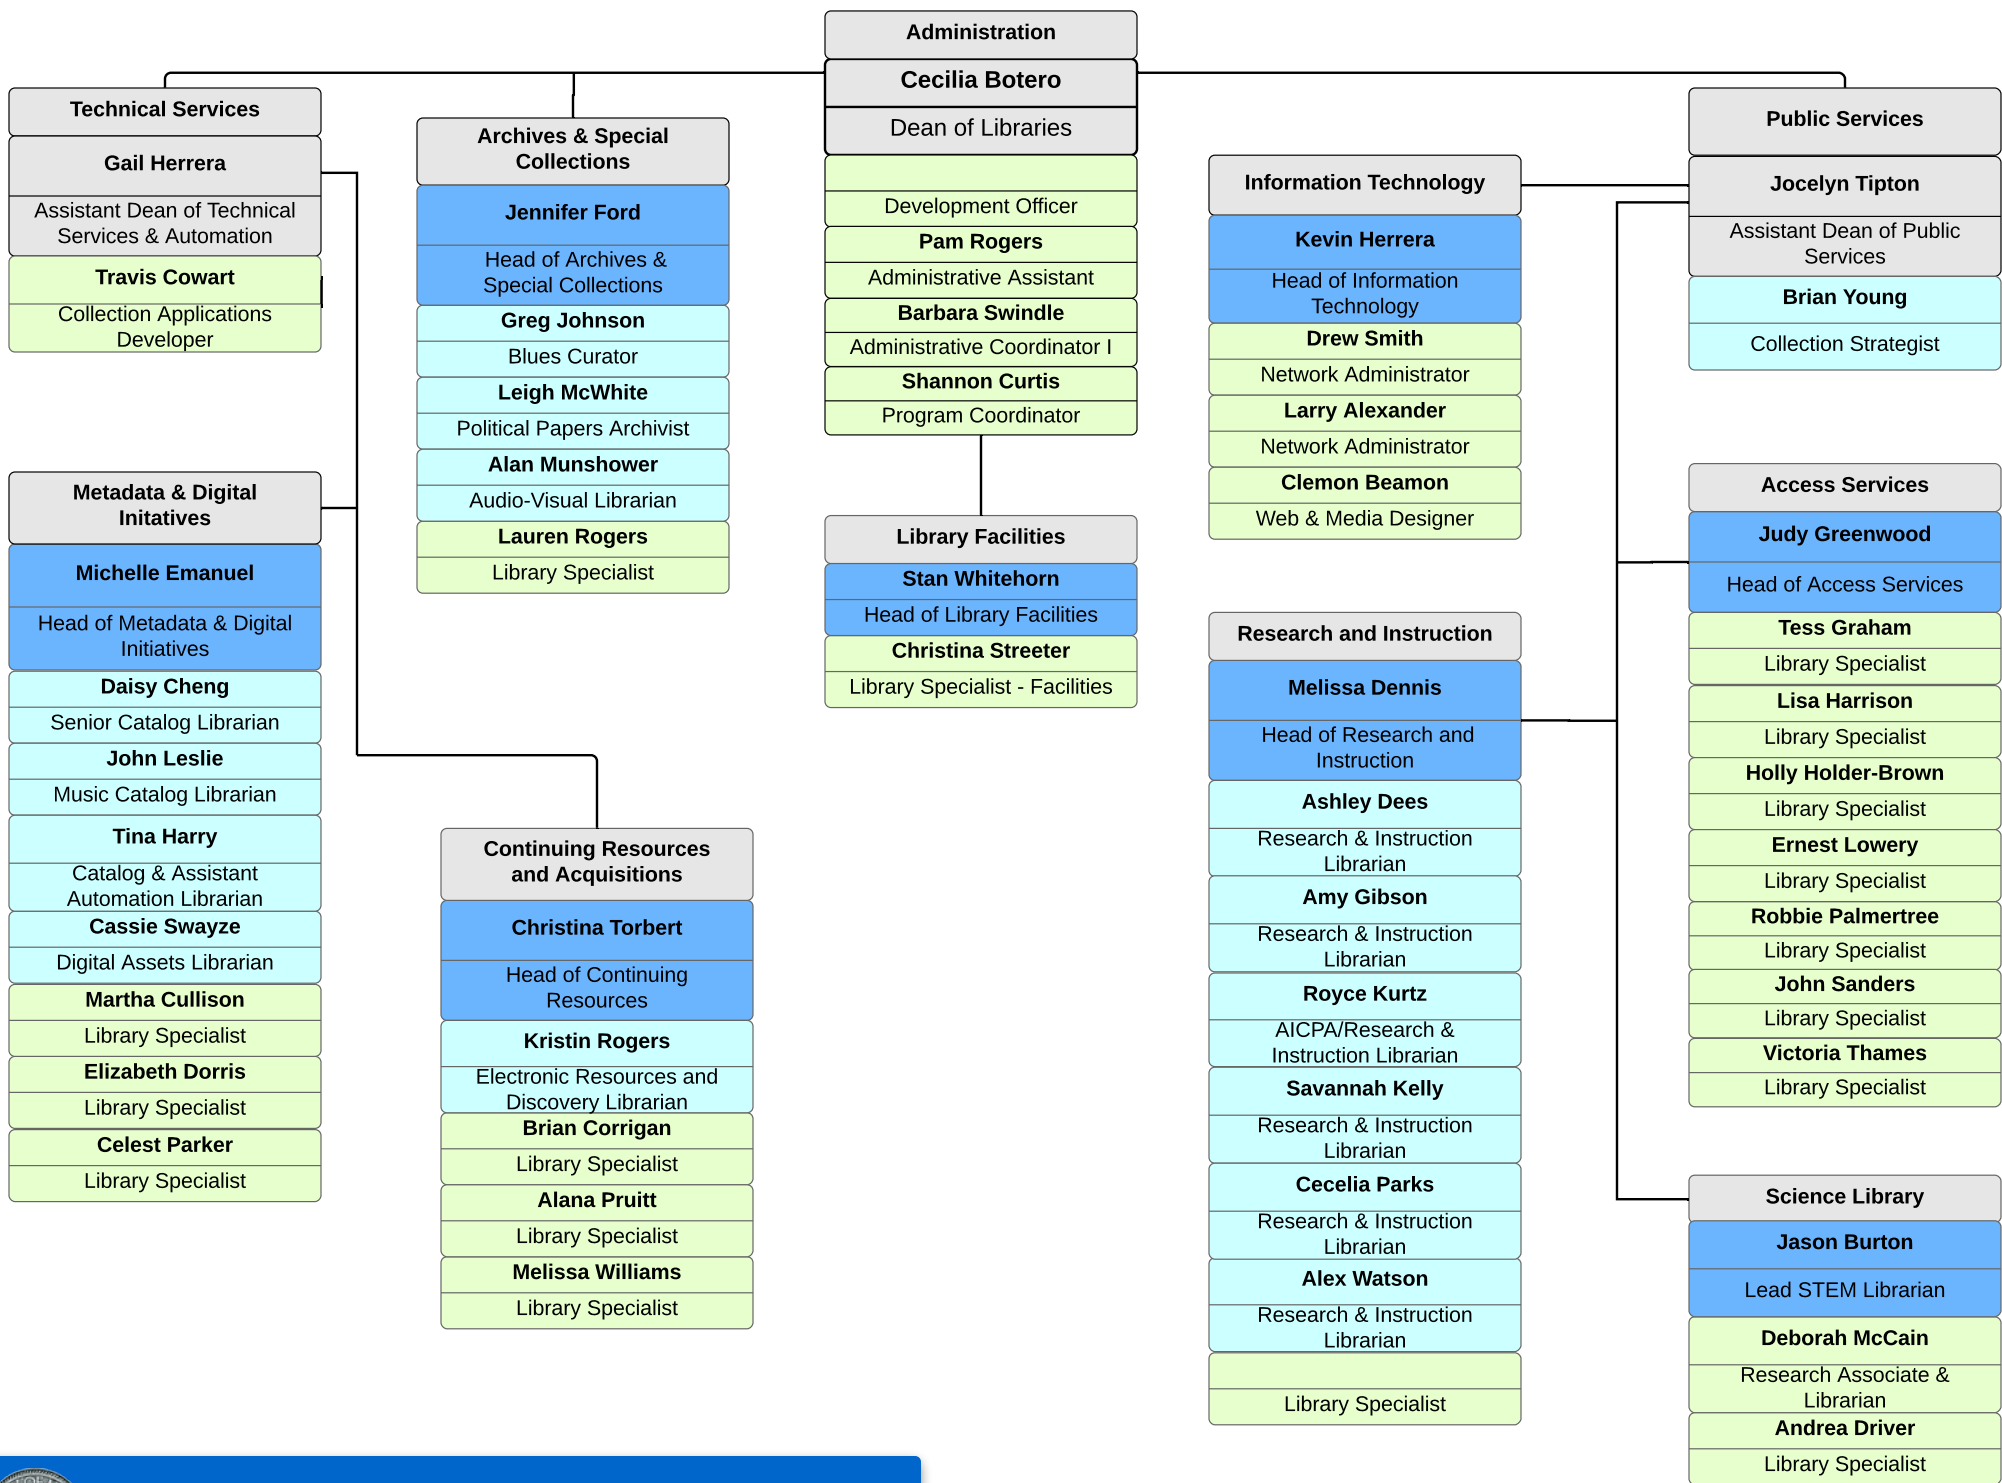 Administration
Cecilia Botero
Dean of Libraries
Development Officer
Pam Rogers
Administrative Assistant
Barbara Swindle
Administrative Coordinator I
Shannon Curtis
Program Coordinator
Library Facilities
Stan Whitehorn
Head of Library Facilities
Christina Streeter
Library Specialist - Facilities
Technical Services
Gail Herrera
Assistant Dean of Technical
Services & Automation
Travis Cowart
Collection Applications
Developer
Metadata & Digital
Initatives
Michelle Emanuel
Head of Metadata & Digital
Initiatives
Daisy Cheng
Senior Catalog Librarian
John Leslie
Music Catalog Librarian
Tina Harry
Catalog & Assistant
Automation Librarian
Cassie Swayze
Digital Assets Librarian
Martha Cullison
Library Specialist
Elizabeth Dorris
Library Specialist
Celest Parker
Library Specialist
Archives & Special
Collections
Jennifer Ford
Head of Archives &
Special Collections
Greg Johnson
Blues Curator
Leigh McWhite
Political Papers Archivist
Alan Munshower
Audio-Visual Librarian
Lauren Rogers
Library Specialist
Continuing Resources
and Acquisitions
Christina Torbert
Head of Continuing
Resources
Kristin Rogers
Electronic Resources and
Discovery Librarian
Brian Corrigan
Library Specialist
Alana Pruitt
Library Specialist
Melissa Williams
Library Specialist
Information Technology
Kevin Herrera
Head of Information
Technology
Drew Smith
Network Administrator
Larry Alexander
Network Administrator
Clemon Beamon
Web & Media Designer
Research and Instruction
Melissa Dennis
Head of Research and
Instruction
Ashley Dees
Research & Instruction
Librarian
Amy Gibson
Research & Instruction
Librarian
Royce Kurtz
AICPA/Research &
Instruction Librarian
Savannah Kelly
Research & Instruction
Librarian
Cecelia Parks
Research & Instruction
Librarian
Alex Watson
Research & Instruction
Librarian
Library Specialist
Public Services
Jocelyn Tipton
Assistant Dean of Public
Services
Brian Young
Collection Strategist
Access Services
Judy Greenwood
Head of Access Services
Tess Graham
Library Specialist
Lisa Harrison
Library Specialist
Holly Holder-Brown
Library Specialist
Ernest Lowery
Library Specialist
Robbie Palmertree
Library Specialist
John Sanders
Library Specialist
Victoria Thames
Library Specialist
Science Library
Jason Burton
Lead STEM Librarian
Deborah McCain
Research Associate &
Librarian
Andrea Driver
Library Specialist